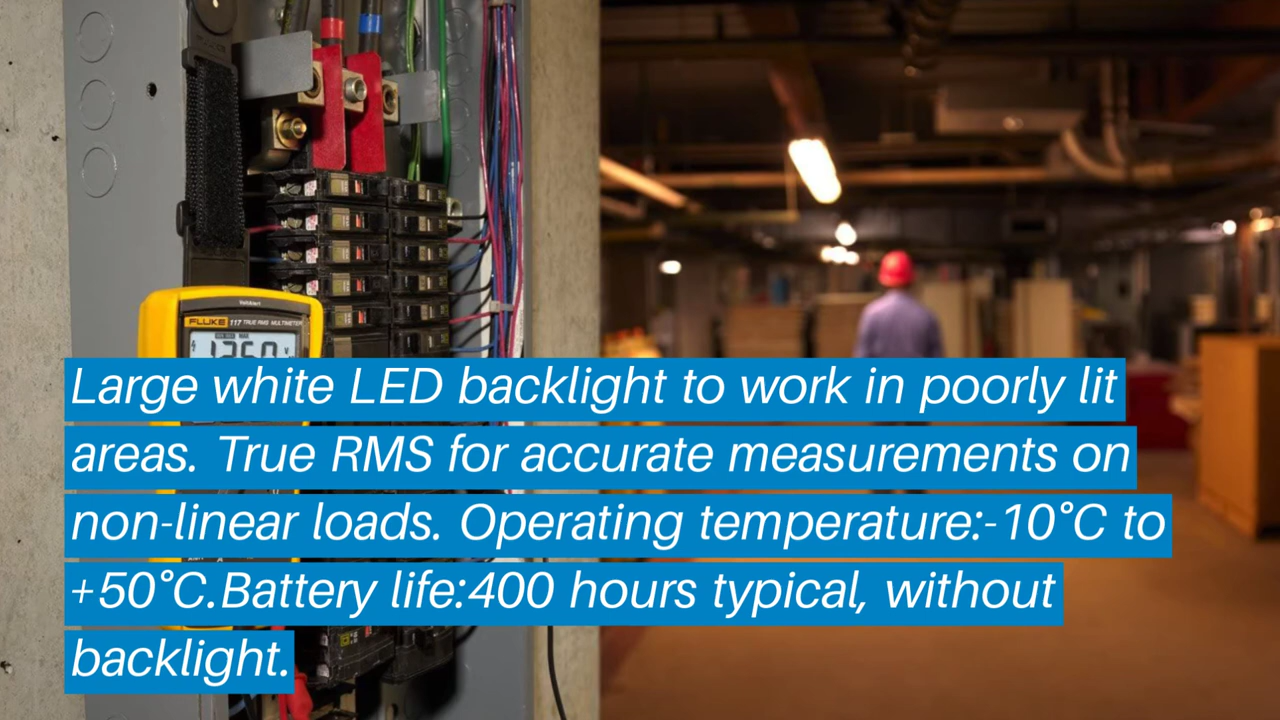 VoltAlert
FLUKE 117 TRUE RMS MULTIMETER
Large white LED backlight to work in poorly lit
areas. True RMS for accurate measurements on
non-linear loads. Operating temperature:-10°C to
+50°C.Battery life:400 hours typical, without
backlight.